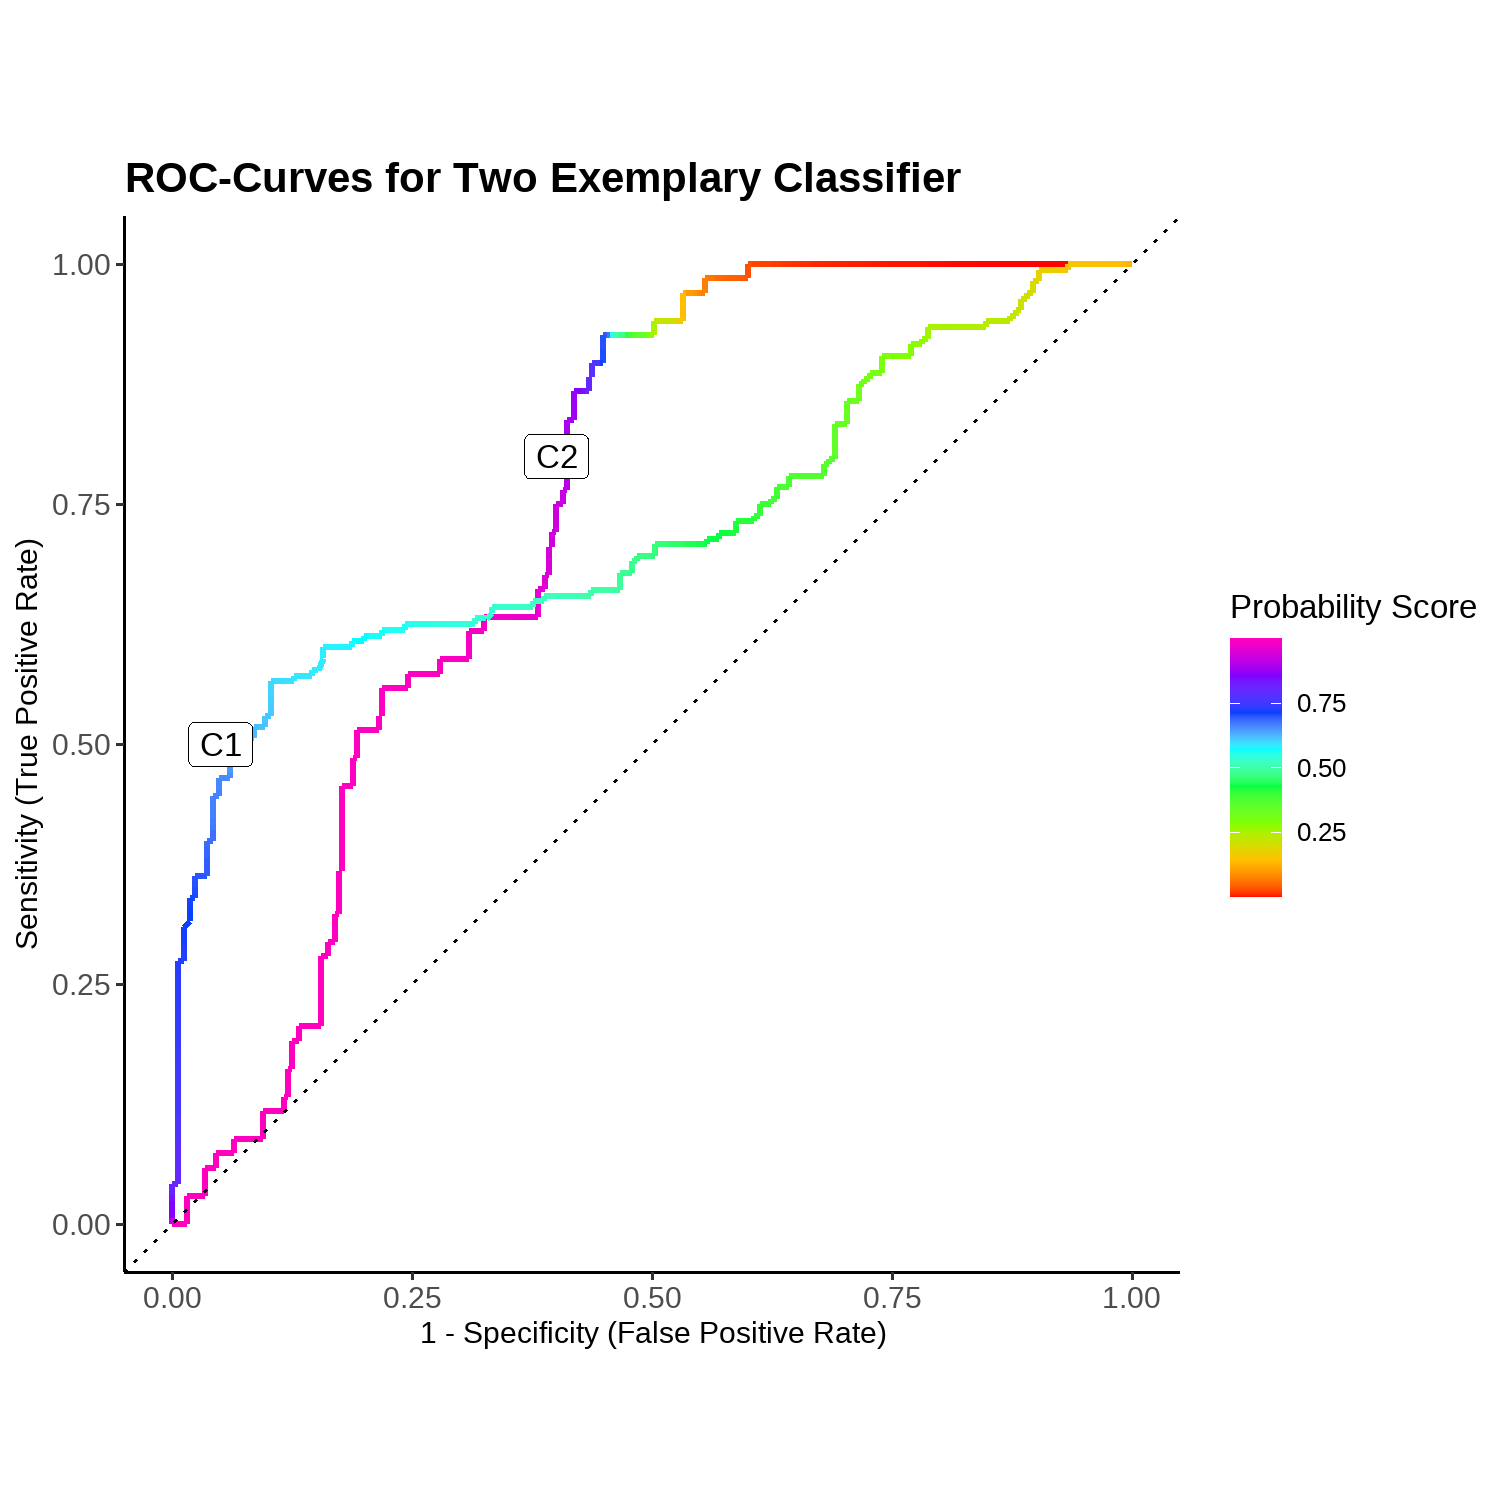 ROC-Curves for Two Exemplary Classifier
1.00
0.75
0.50
0.25
0.00
Sensitivity (True Positive Rate)
C2
C1
0.00 0.25 0.50 0.75 1.00
1 - Specificity (False Positive Rate)
Probability Score
0.75
0.50
0.25